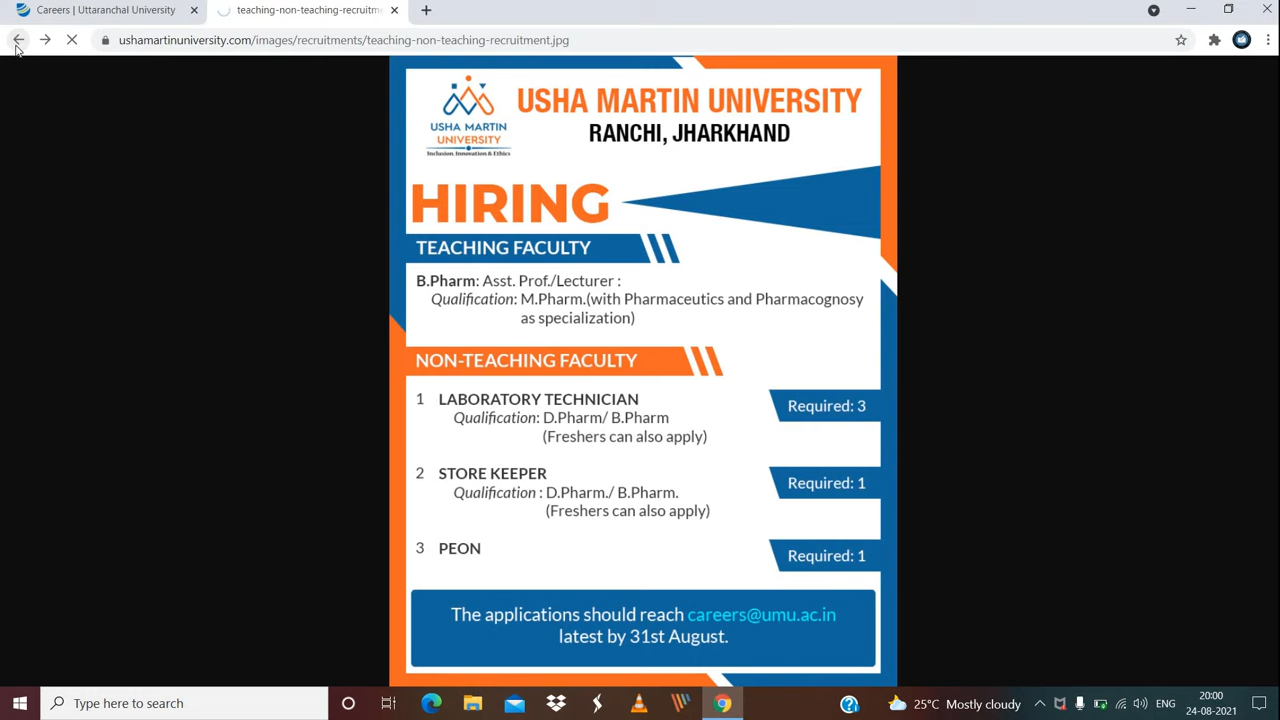 Careers | Uttaranchal University
teaching-non-teaching-recruitme
ushamartinuniversity.com/images/recruitments/teaching-non-teaching-recruitment.jpg
USHA MARTIN
UNIVERSITY
Inclusion, Innovation & Ethics
USHA MARTIN UNIVERSITY
RANCHI, JHARKHAND
HIRING
TEACHING FACULTY
B.Pharm: Asst. Prof./Lecturer :
Qualification: M.Pharm.(with Pharmaceutics and Pharmacognosy
as specialization)
NON-TEACHING FACULTY
1 LABORATORY TECHNICIAN Required: 3
Qualification: D.Pharm/ B.Pharm
(Freshers can also apply)
2 STORE KEEPER Required: 1
Qualification : D.Pharm./ B.Pharm.
(Freshers can also apply)
3 PEON Required: 1
The applications should reach careers@umu.ac.in
latest by 31st August.
Type here to search
25°C Mostly cloudy
ENG
20:00
24-08-2021